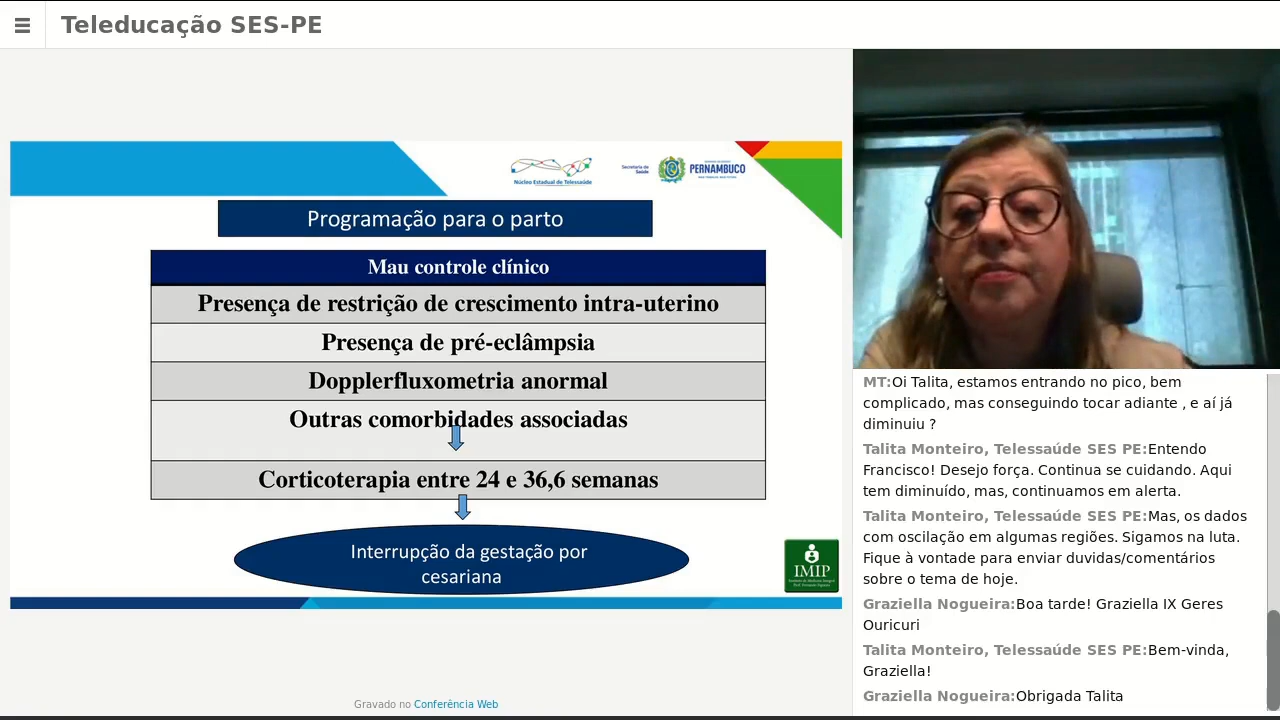 Teleducação SES-PE
Núcleo Estadual de Telessaúde
Secretaria de
Saúde
PERNAMBUCO
Programação para o parto
Mau controle clínico
Presença de restrição de crescimento intra-uterino
Presença de pré-eclâmpsia
Dopplerfluxometria anormal
Outras comorbidades associadas
Corticoterapia entre 24 e 36,6 semanas
Interrupção da gestação por
cesariana
IMIP
Gravado no Conferência Web
MT:Oi Talita, estamos entrando no pico, bem
complicado, mas conseguindo tocar adiante , e aí já
diminuiu ?
Talita Monteiro, Telessaúde SES PE:Entendo
Francisco! Desejo força. Continua se cuidando. Aqui
tem diminuído, mas, continuamos em alerta.
Talita Monteiro, Telessaúde SES PE:Mas, os dados
com oscilação em algumas regiões. Sigamos na luta.
Fique à vontade para enviar duvidas/comentários
sobre o tema de hoje.
Graziella Nogueira:Boa tarde! Graziella IX Geres
Ouricuri
Talita Monteiro, Telessaúde SES PE:Bem-vinda,
Graziella!
Graziella Nogueira:Obrigada Talita